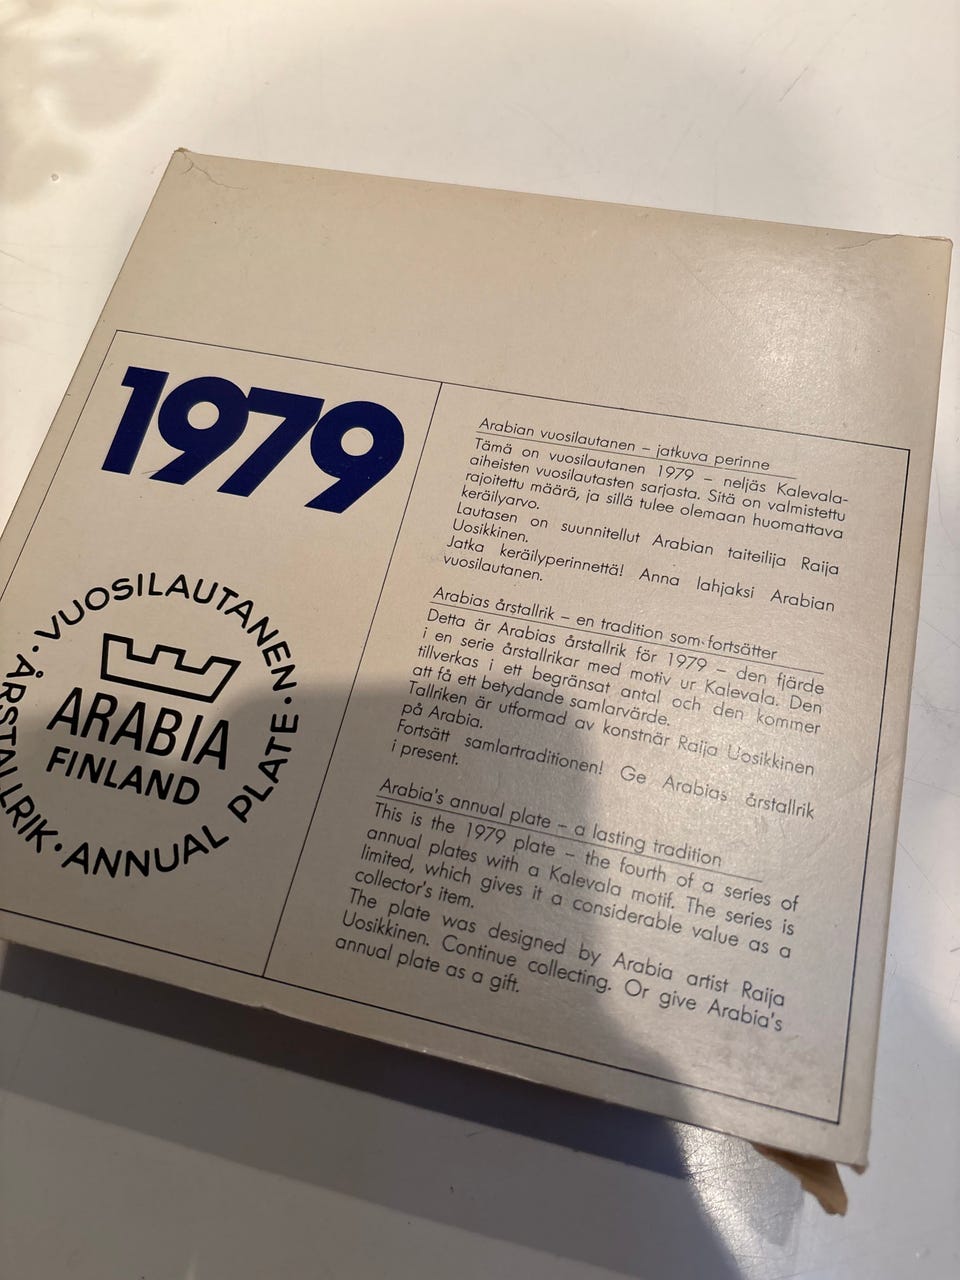 1979
VUOSILAUTANEN · ANNUAL PLATE · ÅRSTALLRIK ·
ARABIA
FINLAND
Arabian vuosilautanen – jatkuva perinne
Tämä on vuosilautanen 1979 – neljäs Kalevala-
aiheisten vuosilautasten sarjasta. Sitä on valmistettu
rajoitettu määrä, ja sillä tulee olemaan huomattava
keräilyarvo.
Lautasen on suunnitellut Arabian taiteilija Raija
Uosikkinen.
Jatka keräilyperinnettä! Anna lahjaksi Arabian
vuosilautanen.
Arabias årstallrik – en tradition som fortsätter
Detta är Arabias årstallrik för 1979 – den fjärde
i en serie årstallrikar med motiv ur Kalevala. Den
tillverkas i ett begränsat antal och den kommer
att få ett betydande samlarvärde.
Tallriken är utformad av konstnär Raija Uosikkinen
på Arabia.
Fortsätt samlartraditionen! Ge Arabias årstallrik
i present.
Arabia's annual plate – a lasting tradition
This is the 1979 plate – the fourth of a series of
annual plates with a Kalevala motif. The series is
limited, which gives it a considerable value as a
collector's item.
The plate was designed by Arabia artist Raija
Uosikkinen. Continue collecting. Or give Arabia's
annual plate as a gift.